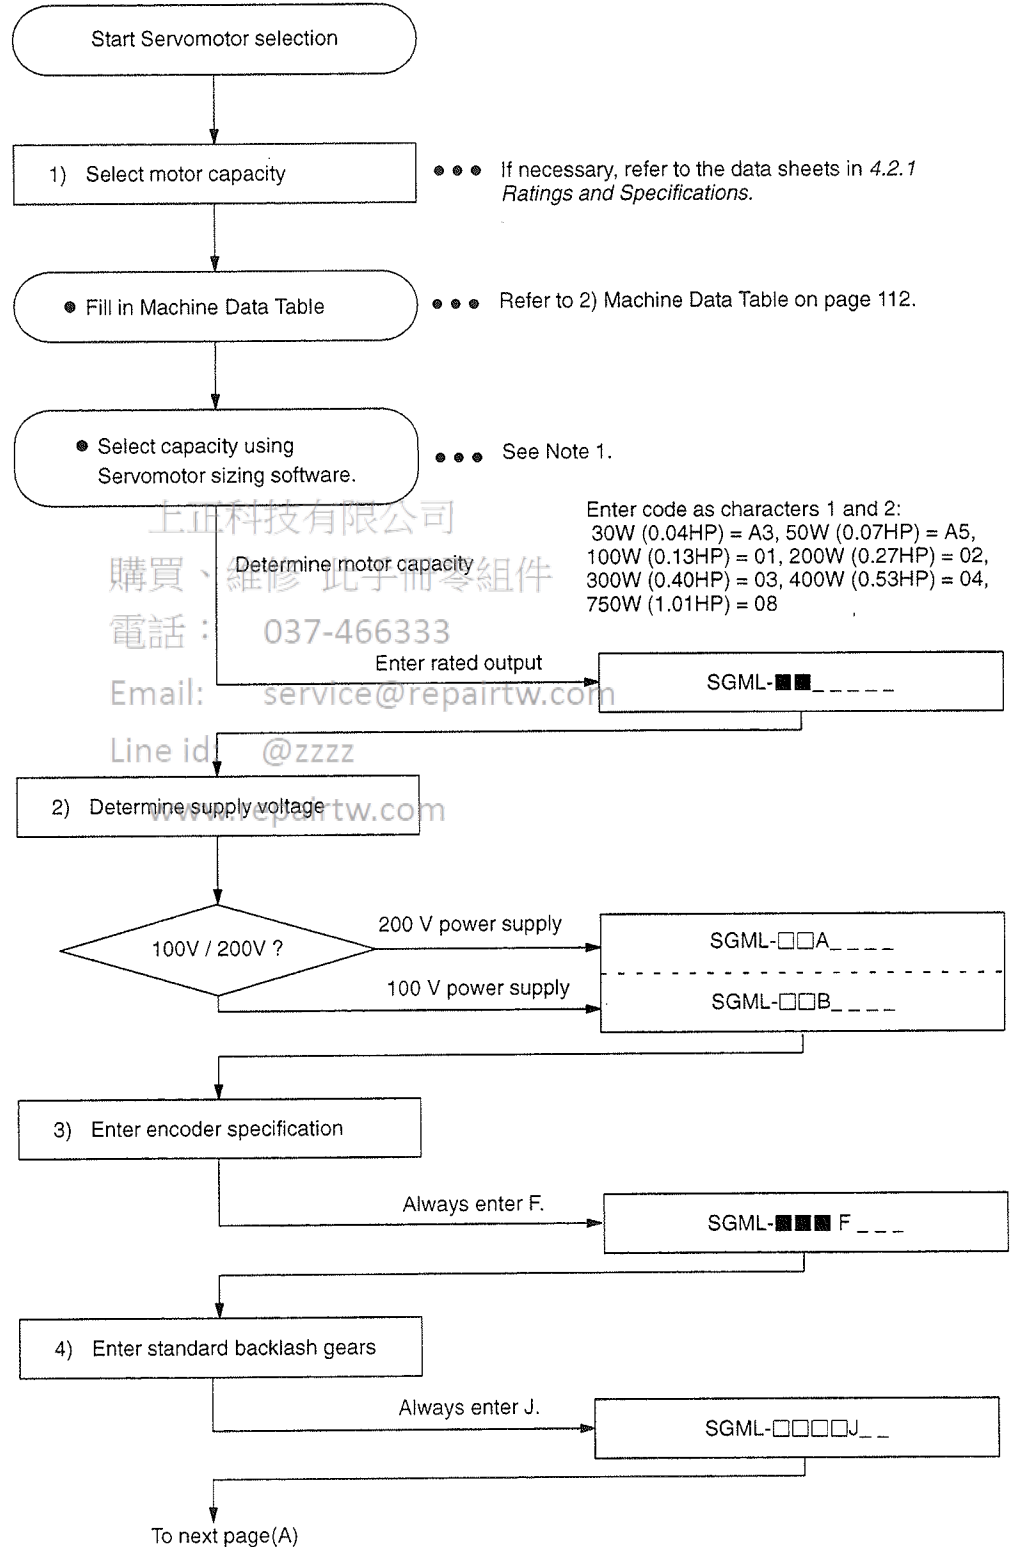 Start Servomotor selection
1) Select motor capacity
●●● If necessary, refer to the data sheets in 4.2.1
Ratings and Specifications.
● Fill in Machine Data Table
●●● Refer to 2) Machine Data Table on page 112.
● Select capacity using
Servomotor sizing software.
●●● See Note 1.
上正科技有限公司
Enter code as characters 1 and 2:
30W (0.04HP) = A3, 50W (0.07HP) = A5,
100W (0.13HP) = 01, 200W (0.27HP) = 02,
300W (0.40HP) = 03, 400W (0.53HP) = 04,
750W (1.01HP) = 08
Determine motor capacity
購買、維修 此手冊零組件
電話： 037-466333
Enter rated output
SGML-■■_ _ _ _ _
Email: service@repairtw.com
Line id: @zzzz
2) Determine supply voltage
www.repairtw.com
100V / 200V ?
200 V power supply
SGML-□□A_ _ _ _
100 V power supply
SGML-□□B_ _ _ _
3) Enter encoder specification
Always enter F.
SGML-■■■ F _ _ _
4) Enter standard backlash gears
Always enter J.
SGML-□□□□J_ _
To next page(A)